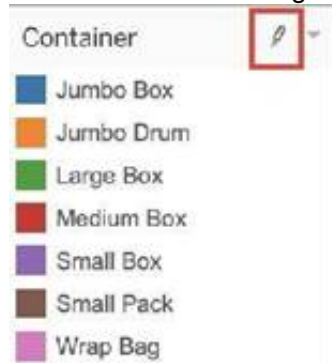 Container
Jumbo Box
Jumbo Drum
Large Box
Medium Box
Small Box
Small Pack
Wrap Bag